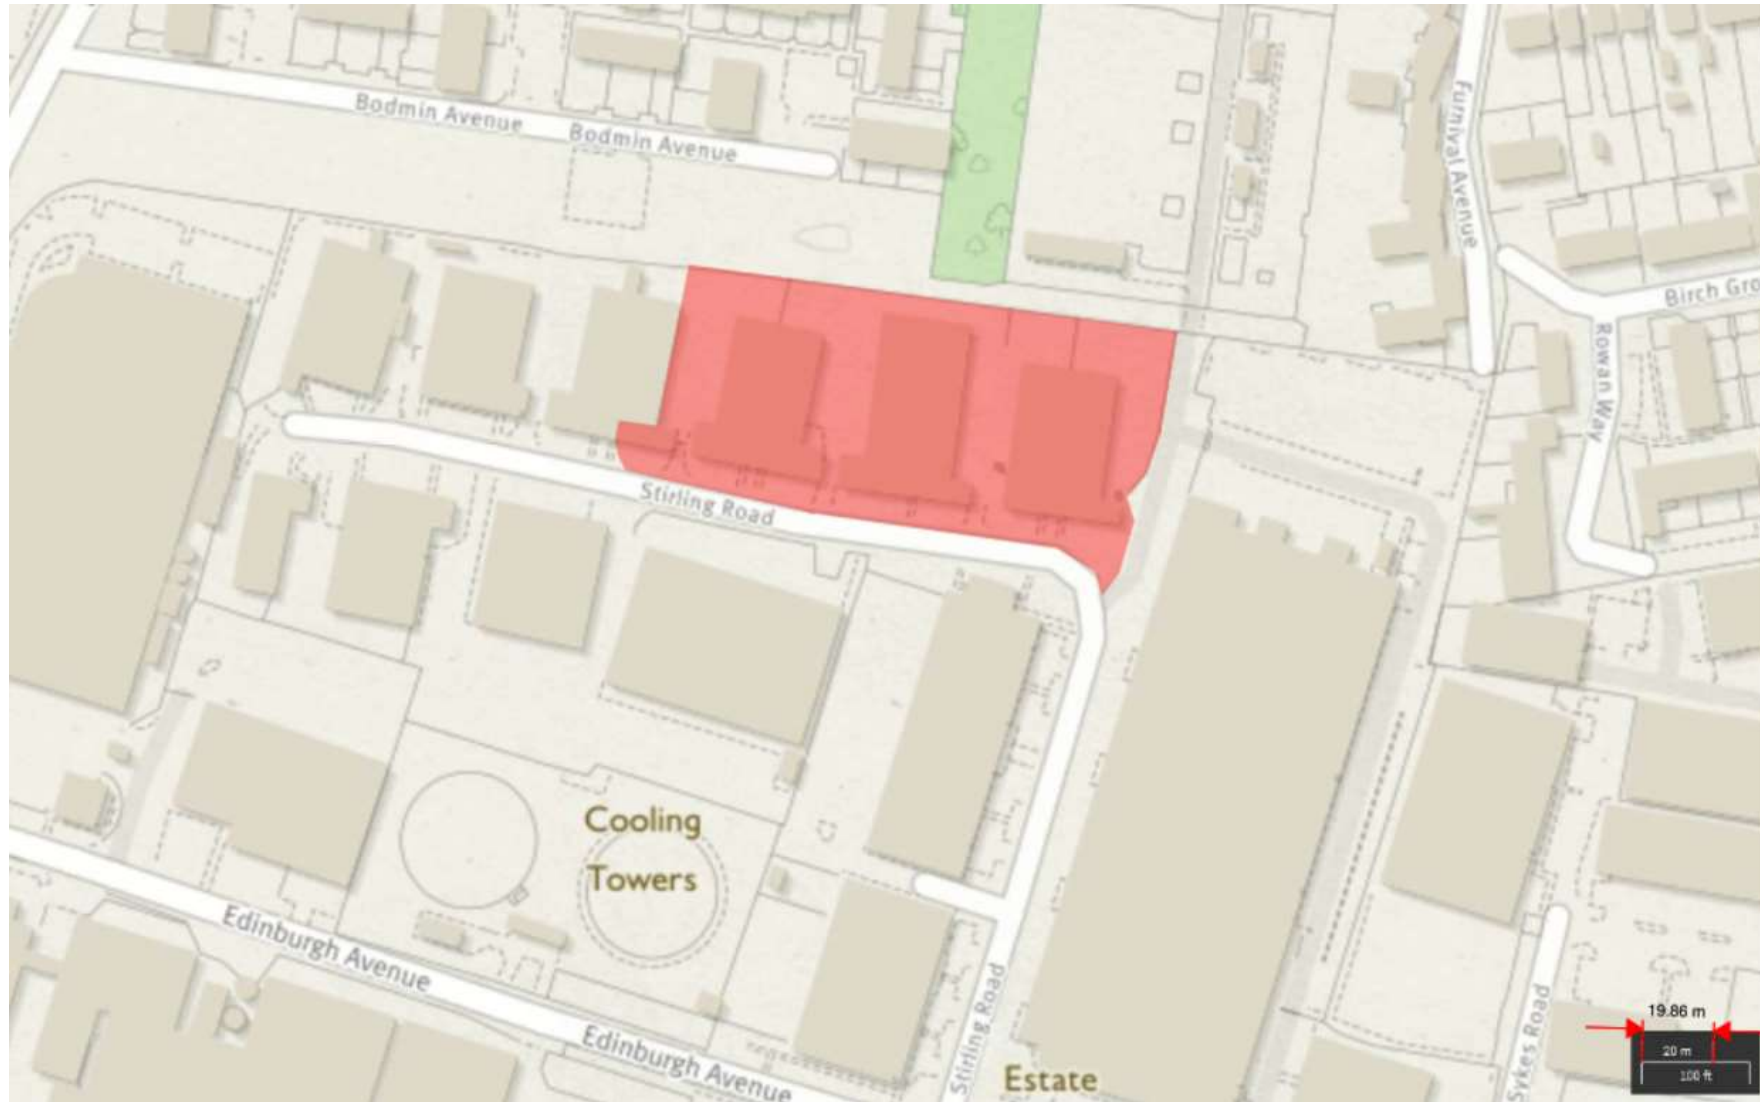 Bodmin Avenue
Bodmin Avenue
Furnival Avenue
Birch Gro
Rowan Way
Stirling Road
Cooling
Towers
Edinburgh Avenue
Edinburgh Avenue
Stirling Road
Estate
Sykes Road
19.86 m
20 m
100 ft